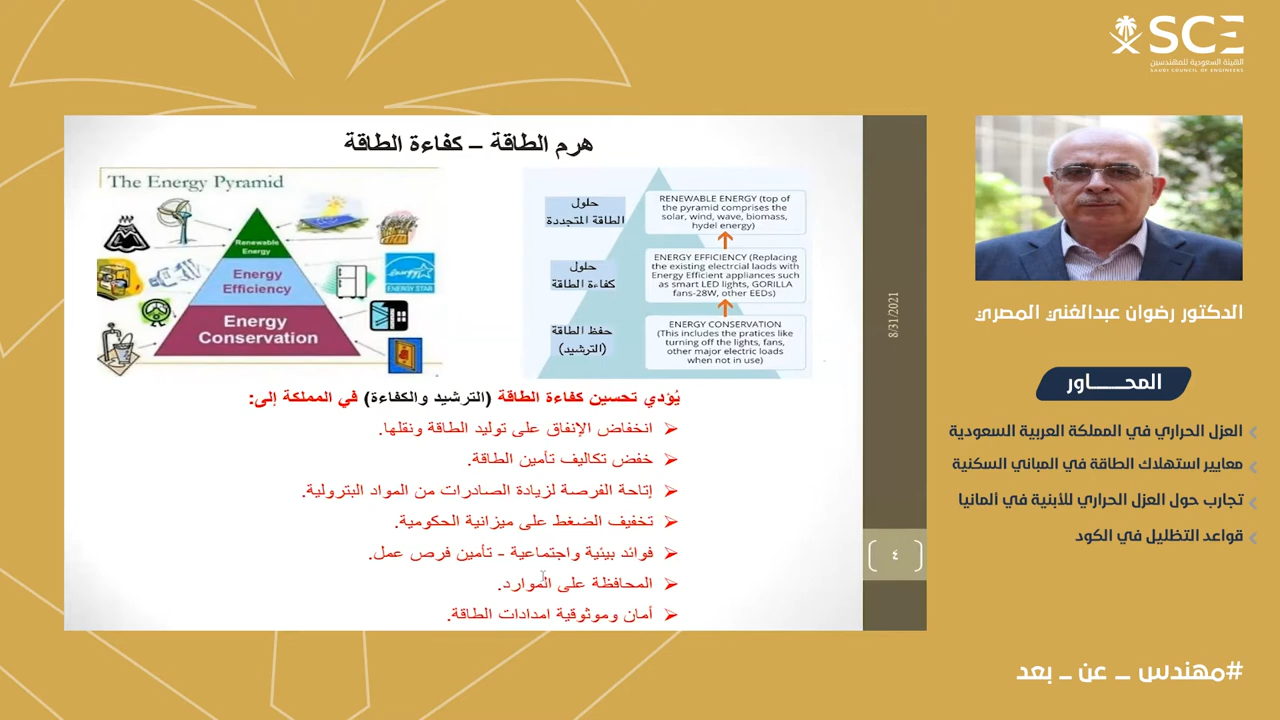 SCE
الهيئة السعودية للمهندسين
SAUDI COUNCIL OF ENGINEERS
هرم الطاقة – كفاءة الطاقة
The Energy Pyramid
Renewable
Energy
Energy
Efficiency
Energy
Conservation
ENERGY STAR
حلول
الطاقة المتجددة
RENEWABLE ENERGY (top of
the pyramid comprises the
solar, wind, wave, biomass,
hydel energy)
حلول
كفاءة الطاقة
ENERGY EFFICIENCY (Replacing
the existing electrcial laods with
Energy Efficient appliances such
as smart LED lights, GORILLA
fans-28W, other EEDs)
حفظ الطاقة
(الترشيد)
ENERGY CONSERVATION
(This includes the pratices like
turning off the lights, fans,
other major electric loads
when not in use)
يُؤدي تحسين كفاءة الطاقة (الترشيد والكفاءة) في المملكة إلى:
انخفاض الإنفاق على توليد الطاقة ونقلها.
خفض تكاليف تأمين الطاقة.
إتاحة الفرصة لزيادة الصادرات من المواد البترولية.
تخفيف الضغط على ميزانية الحكومية.
فوائد بيئية واجتماعية - تأمين فرص عمل.
المحافظة على الموارد.
أمان وموثوقية امدادات الطاقة.
8/31/2021
٤
الدكتور رضوان عبدالغني المصري
المحـــــــاور
العزل الحراري في المملكة العربية السعودية
معايير استهلاك الطاقة في المباني السكنية
تجارب حول العزل الحراري للأبنية في ألمانيا
قواعد التظليل في الكود
#مهندس _ عن _ بعد